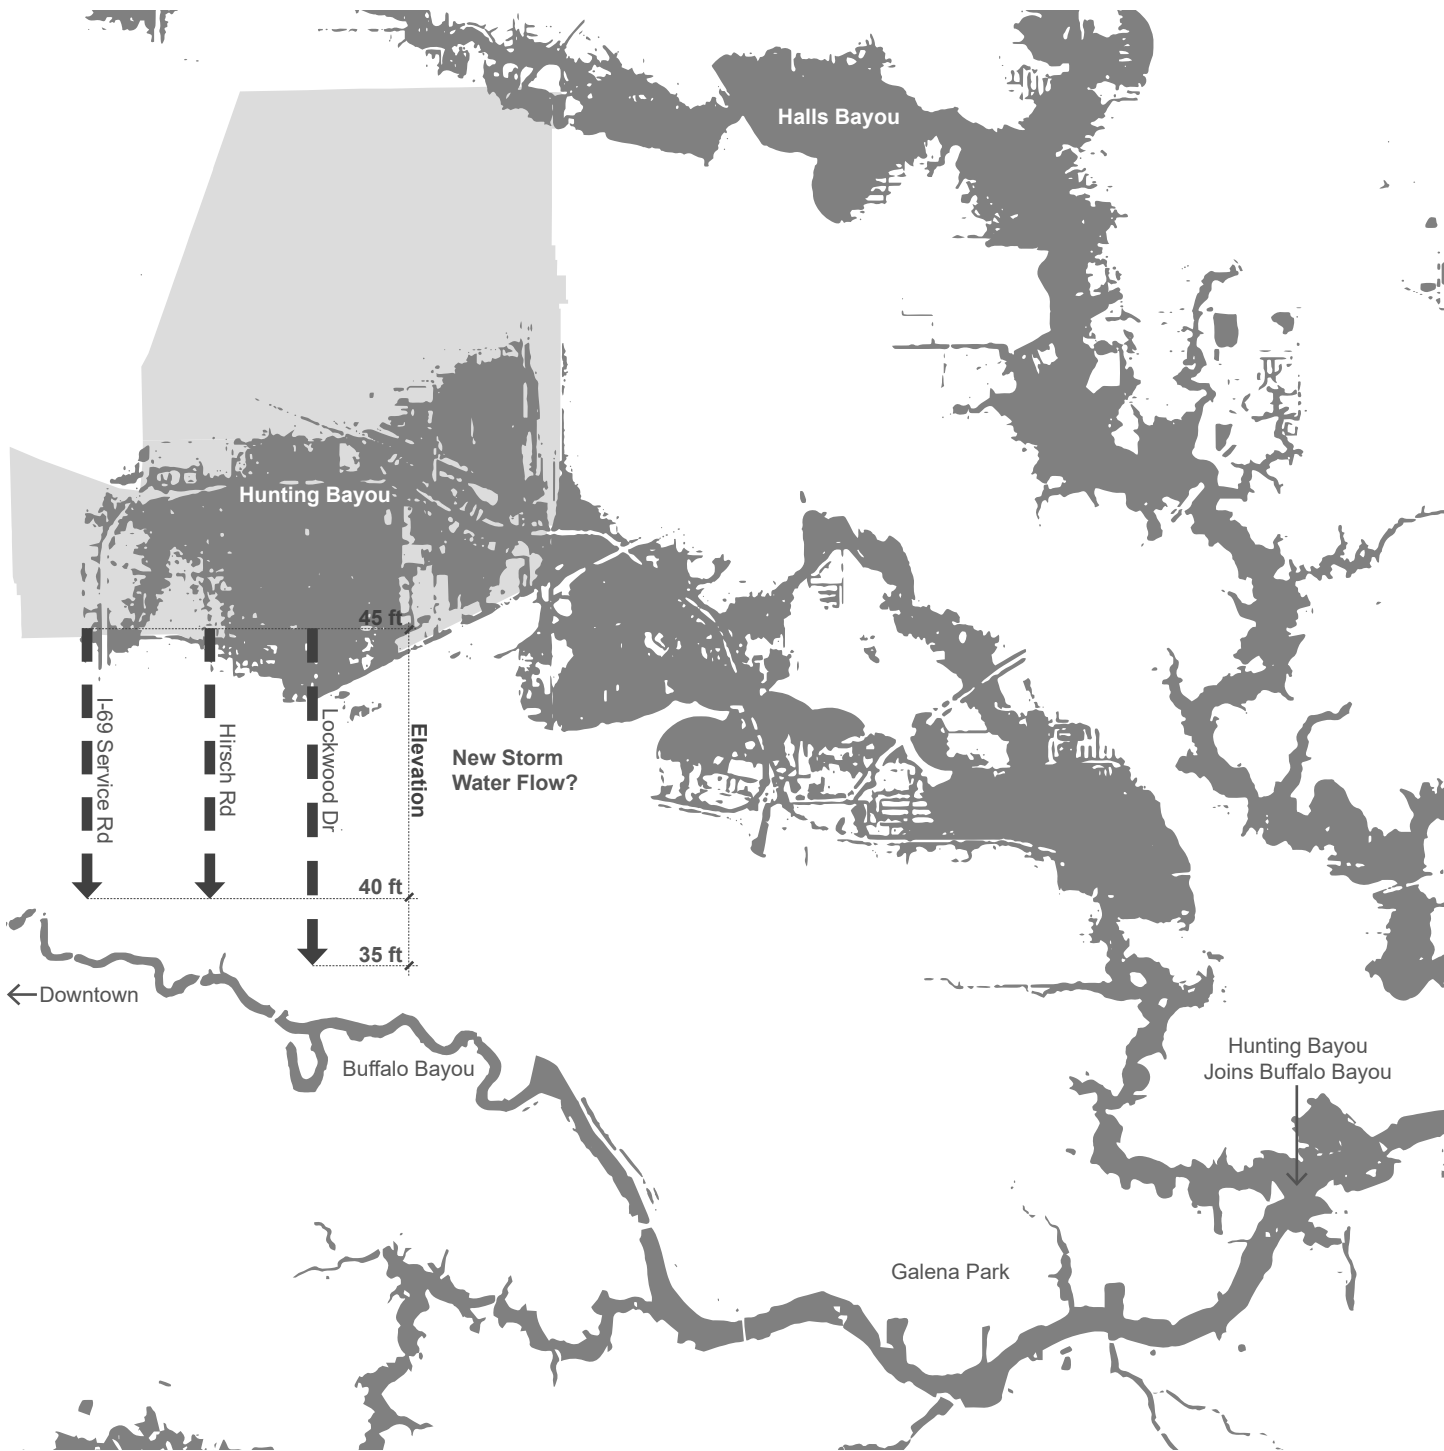 Halls Bayou
Hunting Bayou
45 ft
I-69 Service Rd
Hirsch Rd
Lockwood Dr
Elevation
New Storm
Water Flow?
40 ft
35 ft
Downtown
Buffalo Bayou
Hunting Bayou
Joins Buffalo Bayou
Galena Park